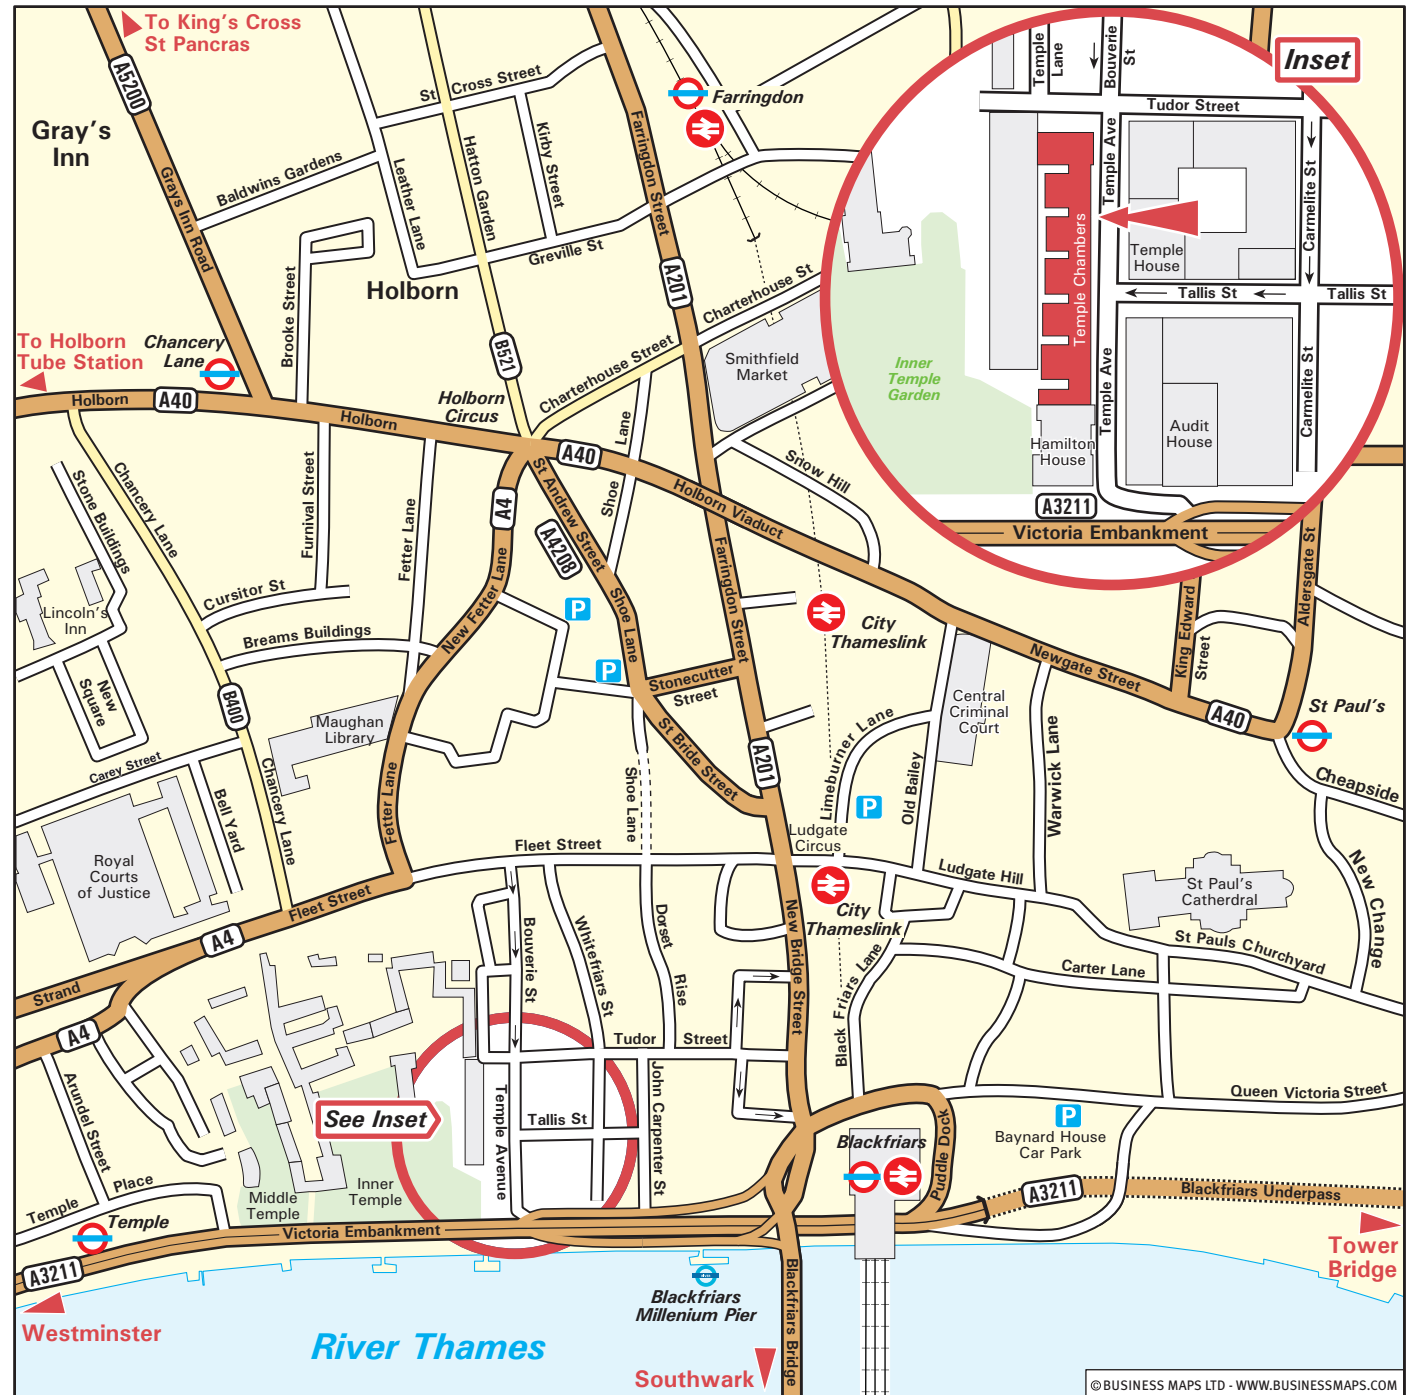 To King's Cross
St Pancras
A5200
Gray's
Inn
Grays Inn Road
Baldwins Gardens
St Cross Street
Leather Lane
Hatton Garden
Kirby Street
Greville St
Brooke Street
Holborn
Farringdon
Farringdon Street
A201
Charterhouse St
Charterhouse Street
Smithfield
Market
B521
To Holborn
Tube Station
Chancery
Lane
Holborn
A40
Holborn
Holborn
Circus
A40
Holborn Viaduct
Snow Hill
Shoe Lane
St Andrew Street
A4208
A4
Shoe Lane
Farringdon Street
Stone Buildings
Chancery Lane
Furnival Street
Fetter Lane
New Fetter Lane
Cursitor St
Breams Buildings
Lincoln's
Inn
New
Square
B400
Maughan
Library
Carey Street
Bell Yard
Chancery Lane
Fetter Lane
P
P
Stonecutter
Street
St Bride Street
A201
Shoe Lane
City
Thameslink
Newgate Street
King Edward
Street
Aldersgate St
A40
St Paul's
Cheapside
Central
Criminal
Court
Limeburner Lane
Old Bailey
Warwick Lane
P
Ludgate
Circus
Ludgate Hill
City
Thameslink
St Paul's
Catherdral
New Change
St Pauls Churchyard
Carter Lane
Royal
Courts
of Justice
Fleet Street
Fleet Street
A4
Strand
A4
Bouverie St
Whitefriars St
Dorset
Rise
New Bridge Street
Black Friars Lane
Tudor Street
Temple Avenue
Tallis St
John Carpenter St
See Inset
Arundel Street
Temple Place
Temple
Middle
Temple
Inner
Temple
Victoria Embankment
A3211
Blackfriars
Puddle Dock
Queen Victoria Street
P
Baynard House
Car Park
A3211
Blackfriars Underpass
Tower
Bridge
Westminster
River Thames
Blackfriars
Millenium Pier
Blackfriars Bridge
Southwark
Inset
Temple
Lane
Bouverie
St
Tudor Street
Temple Ave
Carmelite St
Temple Chambers
Temple
House
Tallis St
Tallis St
Inner
Temple
Garden
Temple Ave
Carmelite St
Audit
House
Hamilton
House
A3211
Victoria Embankment
© BUSINESS MAPS LTD - WWW.BUSINESSMAPS.COM